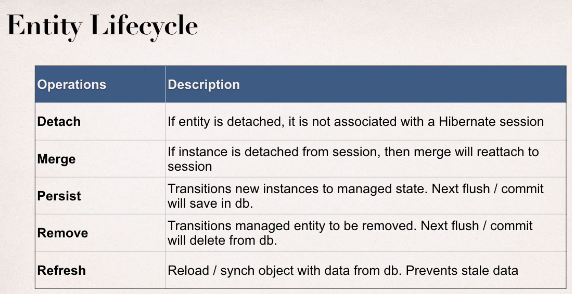 Entity Lifecycle
Operations Description
Detach If entity is detached, it is not associated with a Hibernate session
Merge If instance is detached from session, then merge will reattach to
session
Persist Transitions new instances to managed state. Next flush / commit
will save in db.
Remove Transitions managed entity to be removed. Next flush / commit
will delete from db.
Refresh Reload / synch object with data from db. Prevents stale data